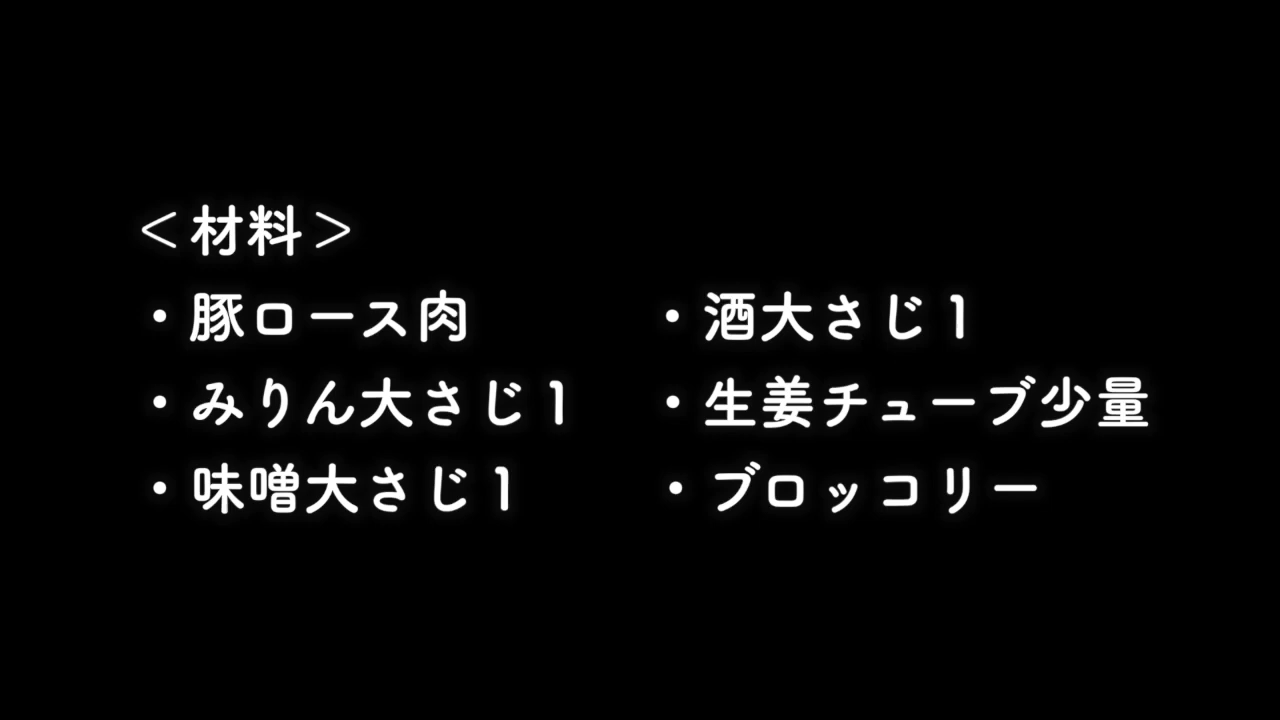 ＜材料＞
・豚ロース肉
・みりん大さじ１
・味噌大さじ１
・酒大さじ１
・生姜チューブ少量
・ブロッコリー